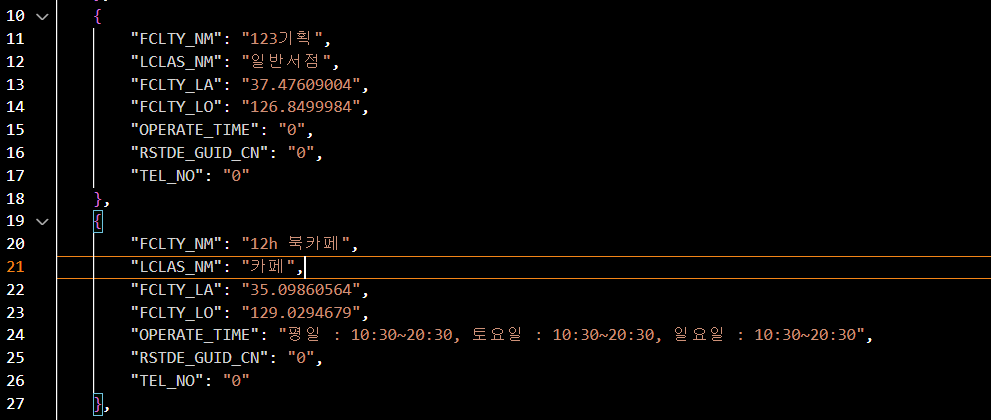 10 {
11 "FCLTY_NM": "123기획",
12 "LCLAS_NM": "일반서점",
13 "FCLTY_LA": "37.47609004",
14 "FCLTY_LO": "126.8499984",
15 "OPERATE_TIME": "0",
16 "RSTDE_GUID_CN": "0",
17 "TEL_NO": "0"
18 },
19 {
20 "FCLTY_NM": "12h 북카페",
21 "LCLAS_NM": "카페",
22 "FCLTY_LA": "35.09860564",
23 "FCLTY_LO": "129.0294679",
24 "OPERATE_TIME": "평일 : 10:30~20:30, 토요일 : 10:30~20:30, 일요일 : 10:30~20:30",
25 "RSTDE_GUID_CN": "0",
26 "TEL_NO": "0"
27 },